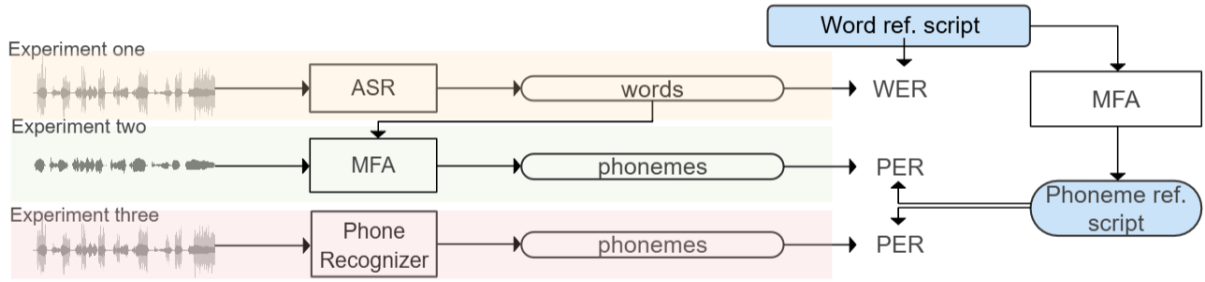 Word ref. script
Experiment one
ASR
words
WER
MFA
Experiment two
MFA
phonemes
PER
Phoneme ref.
script
Experiment three
Phone
Recognizer
phonemes
PER